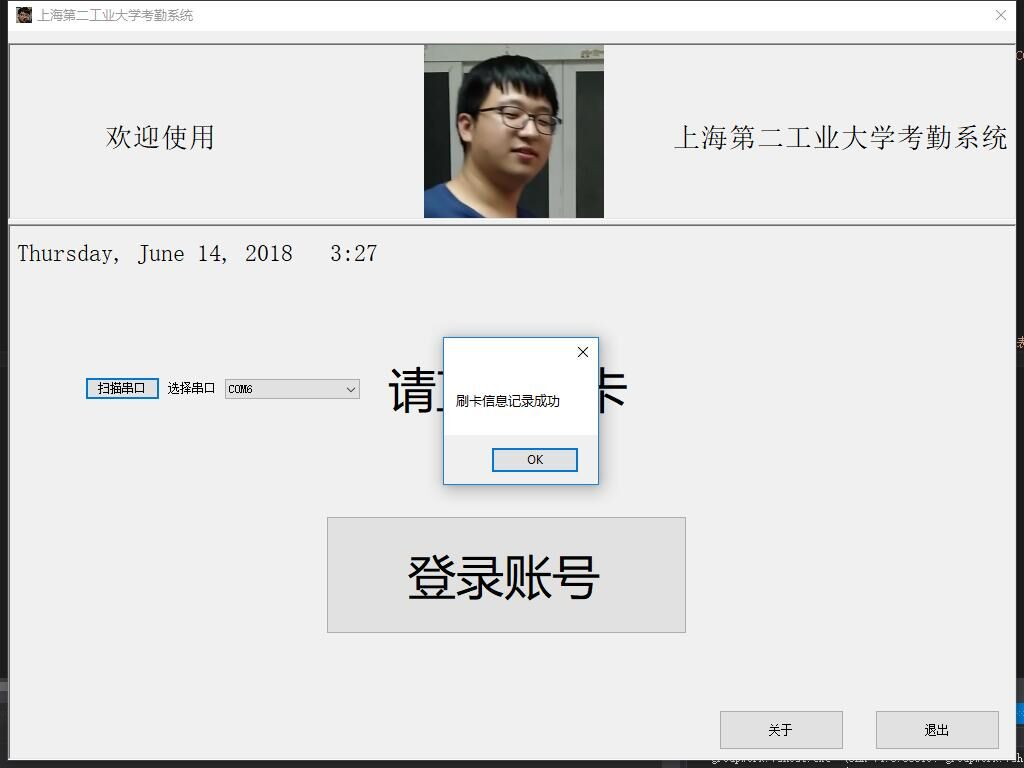 上海第二工业大学考勤系统
欢迎使用
上海第二工业大学考勤系统
Thursday, June 14, 2018 3:27
扫描串口 选择串口 COM6
请 卡
刷卡信息记录成功
OK
登录账号
关于 退出